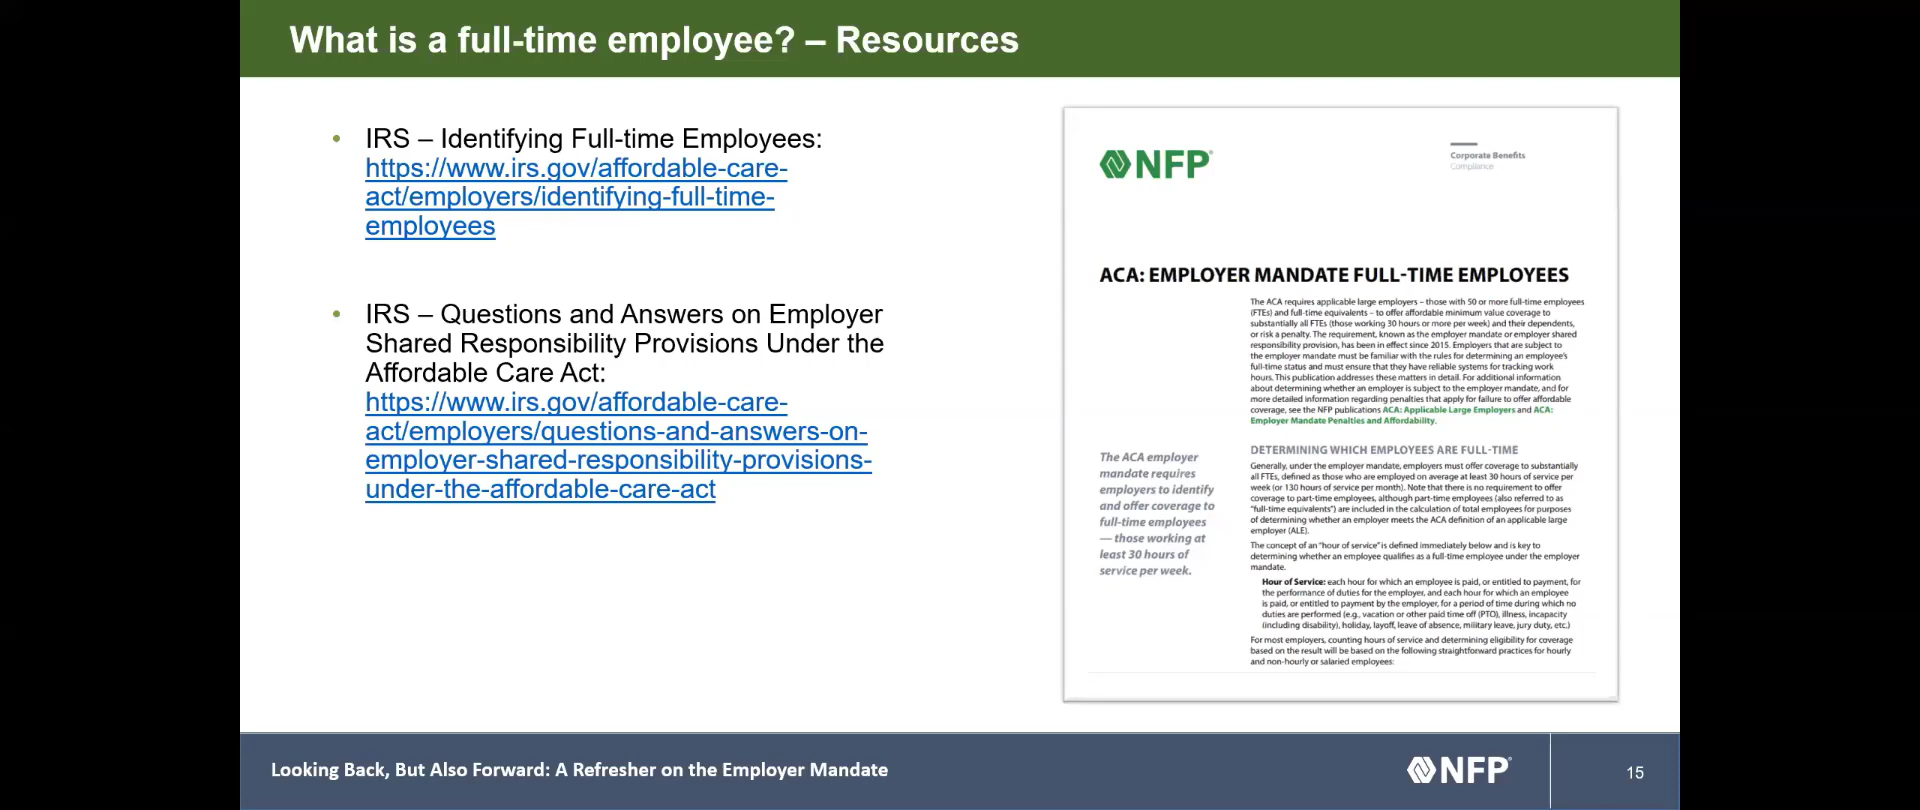 What is a full-time employee? – Resources
• IRS – Identifying Full-time Employees:
https://www.irs.gov/affordable-care-
act/employers/identifying-full-time-
employees
• IRS – Questions and Answers on Employer
Shared Responsibility Provisions Under the
Affordable Care Act:
https://www.irs.gov/affordable-care-
act/employers/questions-and-answers-on-
employer-shared-responsibility-provisions-
under-the-affordable-care-act
NFP®
Corporate Benefits
Compliance
ACA: EMPLOYER MANDATE FULL-TIME EMPLOYEES
The ACA requires applicable large employers – those with 50 or more full-time employees
(FTEs) and full-time equivalents – to offer affordable minimum value coverage to
substantially all FTEs (those working 30 hours or more per week) and their dependents,
or risk a penalty. The requirement, known as the employer mandate or employer shared
responsibility provision, has been in effect since 2015. Employers that are subject to
the employer mandate must be familiar with the rules for determining an employee's
full-time status and must ensure that they have reliable systems for tracking work
hours. This publication addresses these matters in detail. For additional information
about determining whether an employer is subject to the employer mandate, and for
more detailed information regarding penalties that apply for failure to offer affordable
coverage, see the NFP publications ACA: Applicable Large Employers and ACA:
Employer Mandate Penalties and Affordability.
The ACA employer
mandate requires
employers to identify
and offer coverage to
full-time employees
— those working at
least 30 hours of
service per week.
DETERMINING WHICH EMPLOYEES ARE FULL-TIME
Generally, under the employer mandate, employers must offer coverage to substantially
all FTEs, defined as those who are employed on average at least 30 hours of service per
week (or 130 hours of service per month). Note that there is no requirement to offer
coverage to part-time employees, although part-time employees (also referred to as
"full-time equivalents") are included in the calculation of total employees for purposes
of determining whether an employer meets the ACA definition of an applicable large
employer (ALE).
The concept of an "hour of service" is defined immediately below and is key to
determining whether an employee qualifies as a full-time employee under the employer
mandate.
Hour of Service: each hour for which an employee is paid, or entitled to payment, for
the performance of duties for the employer, and each hour for which an employee
is paid, or entitled to payment by the employer, for a period of time during which no
duties are performed (e.g., vacation or other paid time off (PTO), illness, incapacity
(including disability), holiday, layoff, leave of absence, military leave, jury duty, etc.)
For most employers, counting hours of service and determining eligibility for coverage
based on the result will be based on the following straightforward practices for hourly
and non-hourly or salaried employees:
Looking Back, But Also Forward: A Refresher on the Employer Mandate
NFP®
15